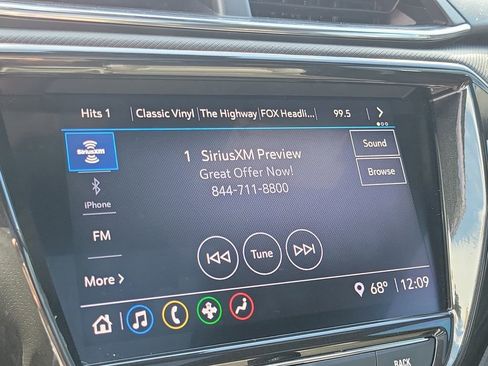 Hits 1 Classic Vinyl The Highway FOX Headli... 99.5
SiriusXM
1 SiriusXM Preview
Great Offer Now!
844-711-8800
Sound
Browse
iPhone
FM
Tune
More
68° 12:09
BACK